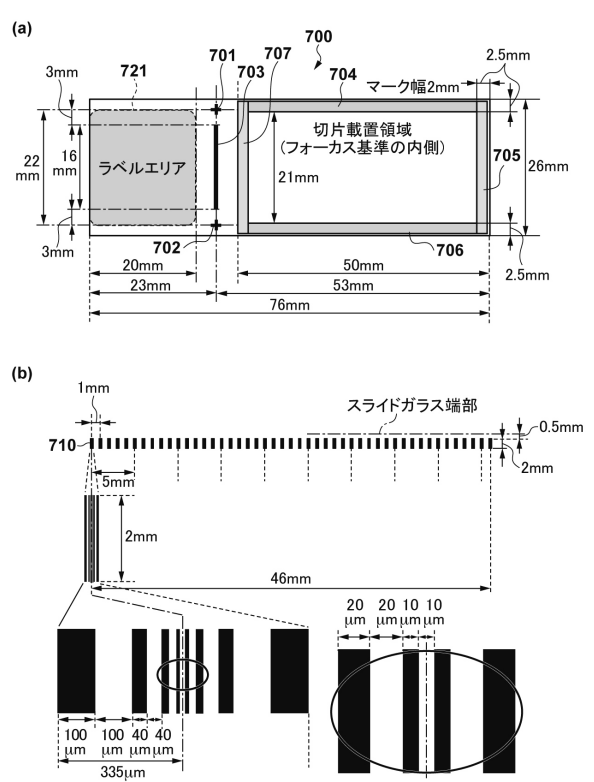 (a)
700
701
721
703
707
704
2.5mm
3mm
マーク幅2mm
22
mm
16
mm
ラベルエリア
切片載置領域
(フォーカス基準の内側)
21mm
705
26mm
3mm
702
706
2.5mm
20mm
50mm
23mm
53mm
76mm
(b)
1mm
スライドガラス端部
0.5mm
710
2mm
5mm
2mm
46mm
20
μm
20
μm
10
μm
10
μm
100
μm
100
μm
40
μm
40
μm
335μm